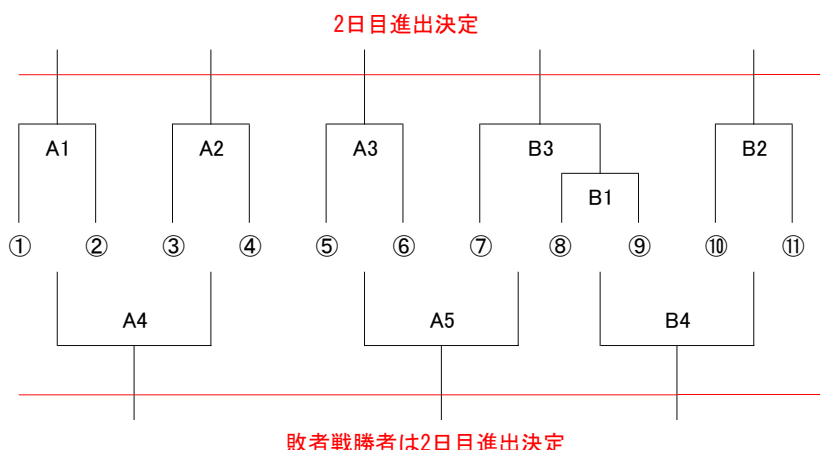 2日目進出決定
A1 A2 A3 B3 B2
B1
① ② ③ ④ ⑤ ⑥ ⑦ ⑧ ⑨ ⑩ ⑪
A4 A5 B4
敗者戦勝者は2日目進出決定